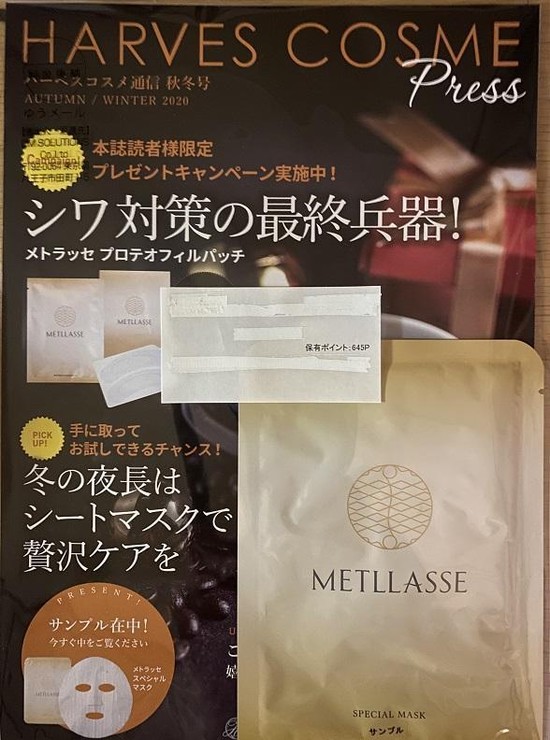 HARVES COSME
Press
ハーベスコスメ通信 秋冬号
AUTUMN / WINTER 2020
ゆうメール
M.SOLUTION
Co.,Ltd
本誌読者様限定
プレゼントキャンペーン実施中!
シワ対策の最終兵器!
メトラッセ プロテオフィルパッチ
METLLASSE
METLLASSE
保有ポイント:645P
PICK
UP!
手に取って
お試しできるチャンス!
冬の夜長は
シートマスクで
贅沢ケアを
PRESENT!
サンプル在中!
今すぐ中をご覧ください
メトラッセ
スペシャル
マスク
METLLASSE
SPECIAL MASK
サンプル